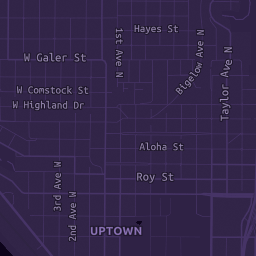 Hayes St
1st Ave N
W Galer St
Bigelow Ave N
Taylor Ave N
W Comstock St
W Highland Dr
Aloha St
Roy St
3rd Ave W
2nd Ave W
UPTOWN